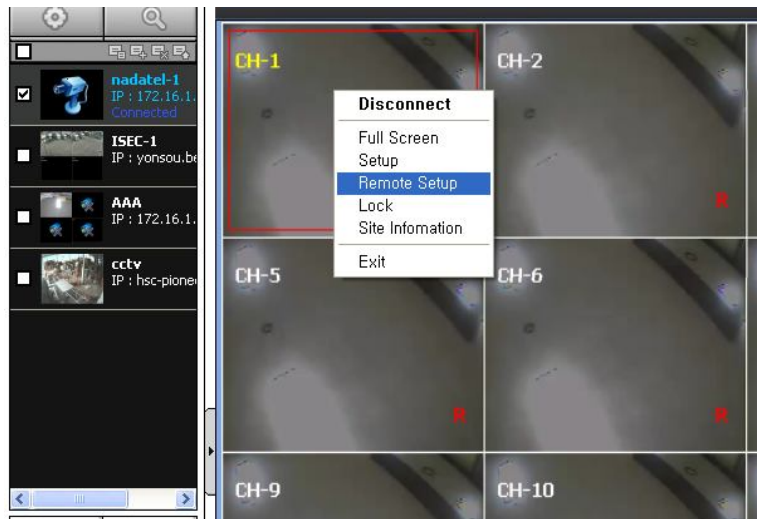 nadatel-1
IP : 172.16.1.
Connected
ISEC-1
IP : yonsou.be
AAA
IP : 172.16.1.
cctv
IP : hsc-pione
CH-1
CH-2
Disconnect
Full Screen
Setup
Remote Setup
Lock
Site Infomation
Exit
R
CH-5
CH-6
R
R
CH-9
CH-10